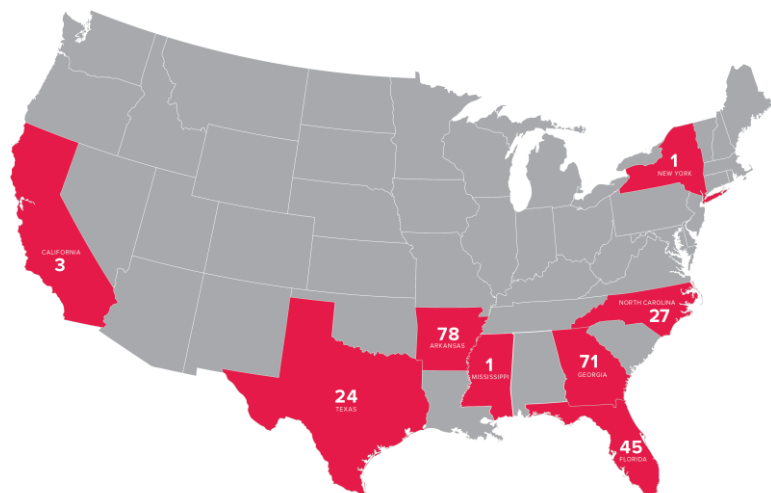 1
NEW YORK
CALIFORNIA
3
NORTH CAROLINA
27
78
ARKANSAS
1
MISSISSIPPI
71
GEORGIA
24
TEXAS
45
FLORIDA